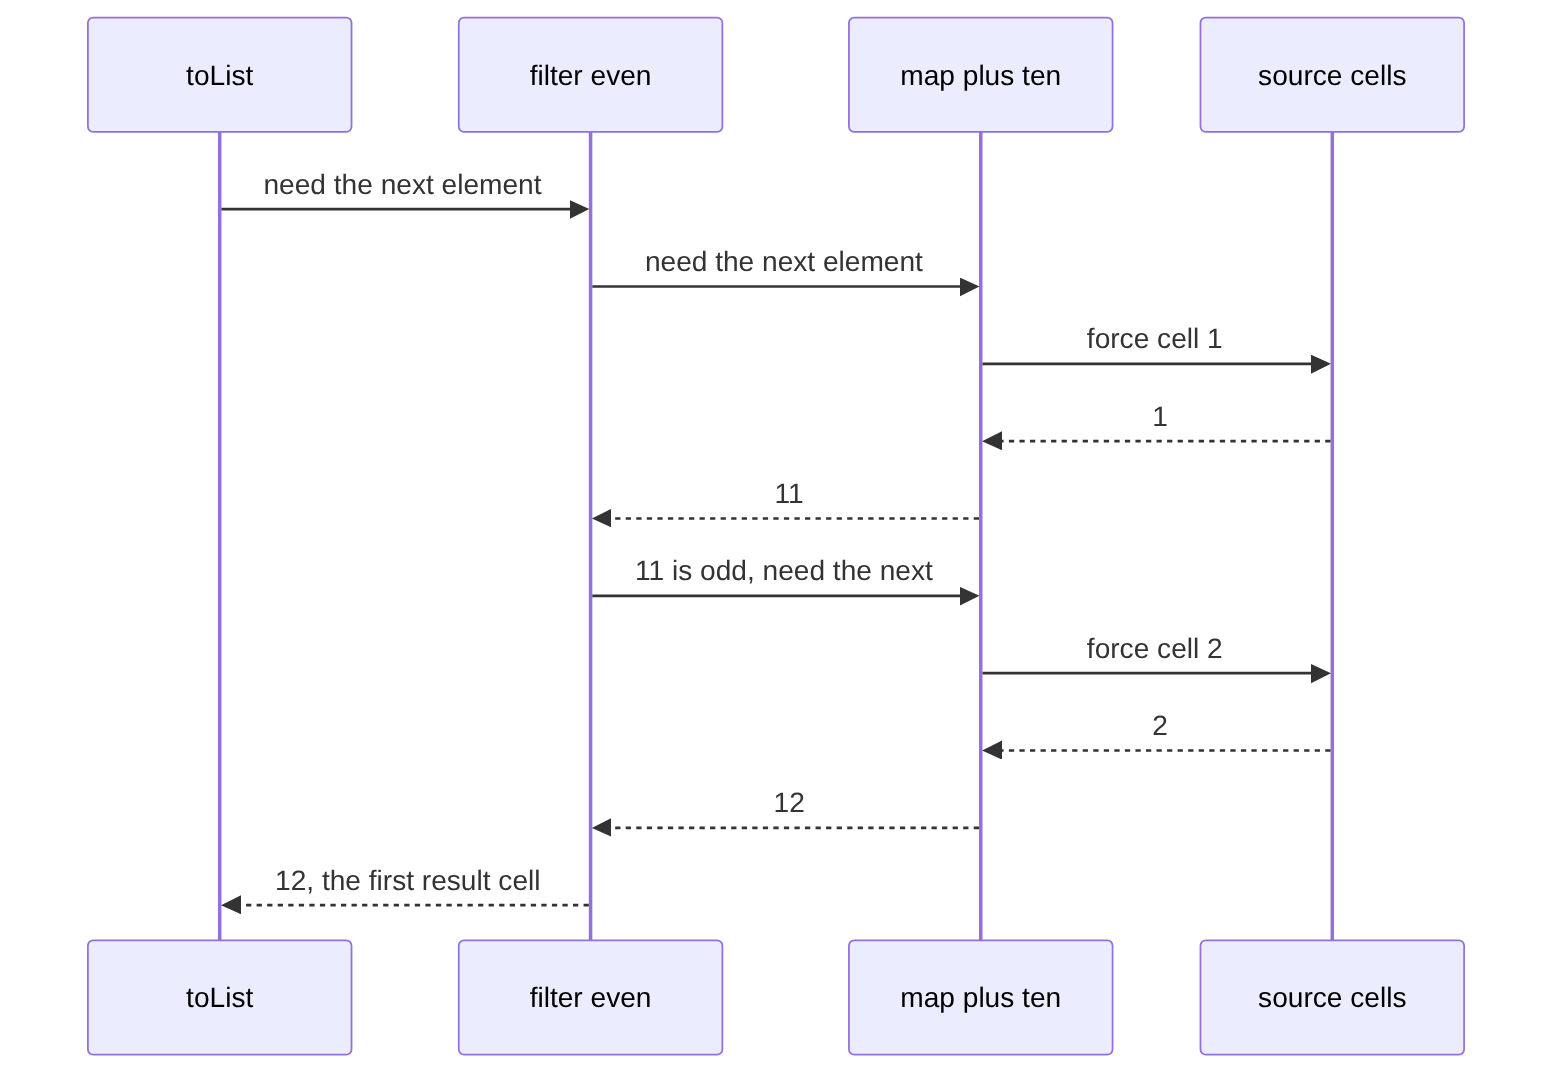 toList
filter even
map plus ten
source cells
need the next element
need the next element
force cell 1
1
11
11 is odd, need the next
force cell 2
2
12
12, the first result cell
toList
filter even
map plus ten
source cells